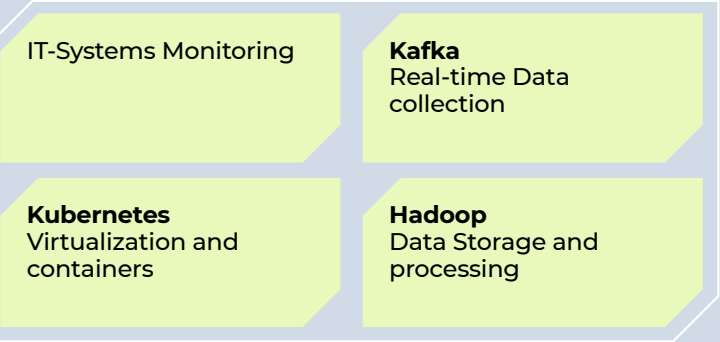 IT-Systems Monitoring
Kafka
Real-time Data
collection
Kubernetes
Virtualization and
containers
Hadoop
Data Storage and
processing